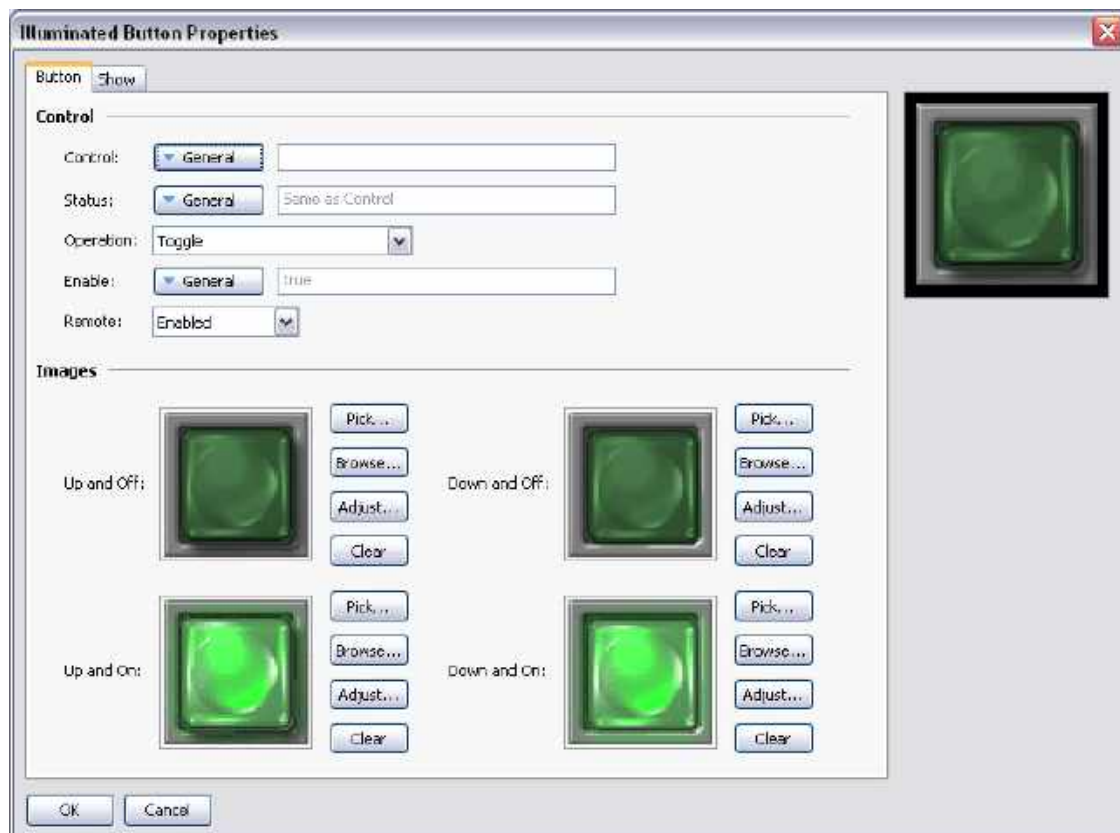 Illuminated Button Properties
Button Show
Control
Control: General
Status: General Same as Control
Operation: Toggle
Enable: General true
Remote: Enabled
Images
Up and Off: Pick... Browse... Adjust... Clear
Down and Off: Pick... Browse... Adjust... Clear
Up and On: Pick... Browse... Adjust... Clear
Down and On: Pick... Browse... Adjust... Clear
OK Cancel